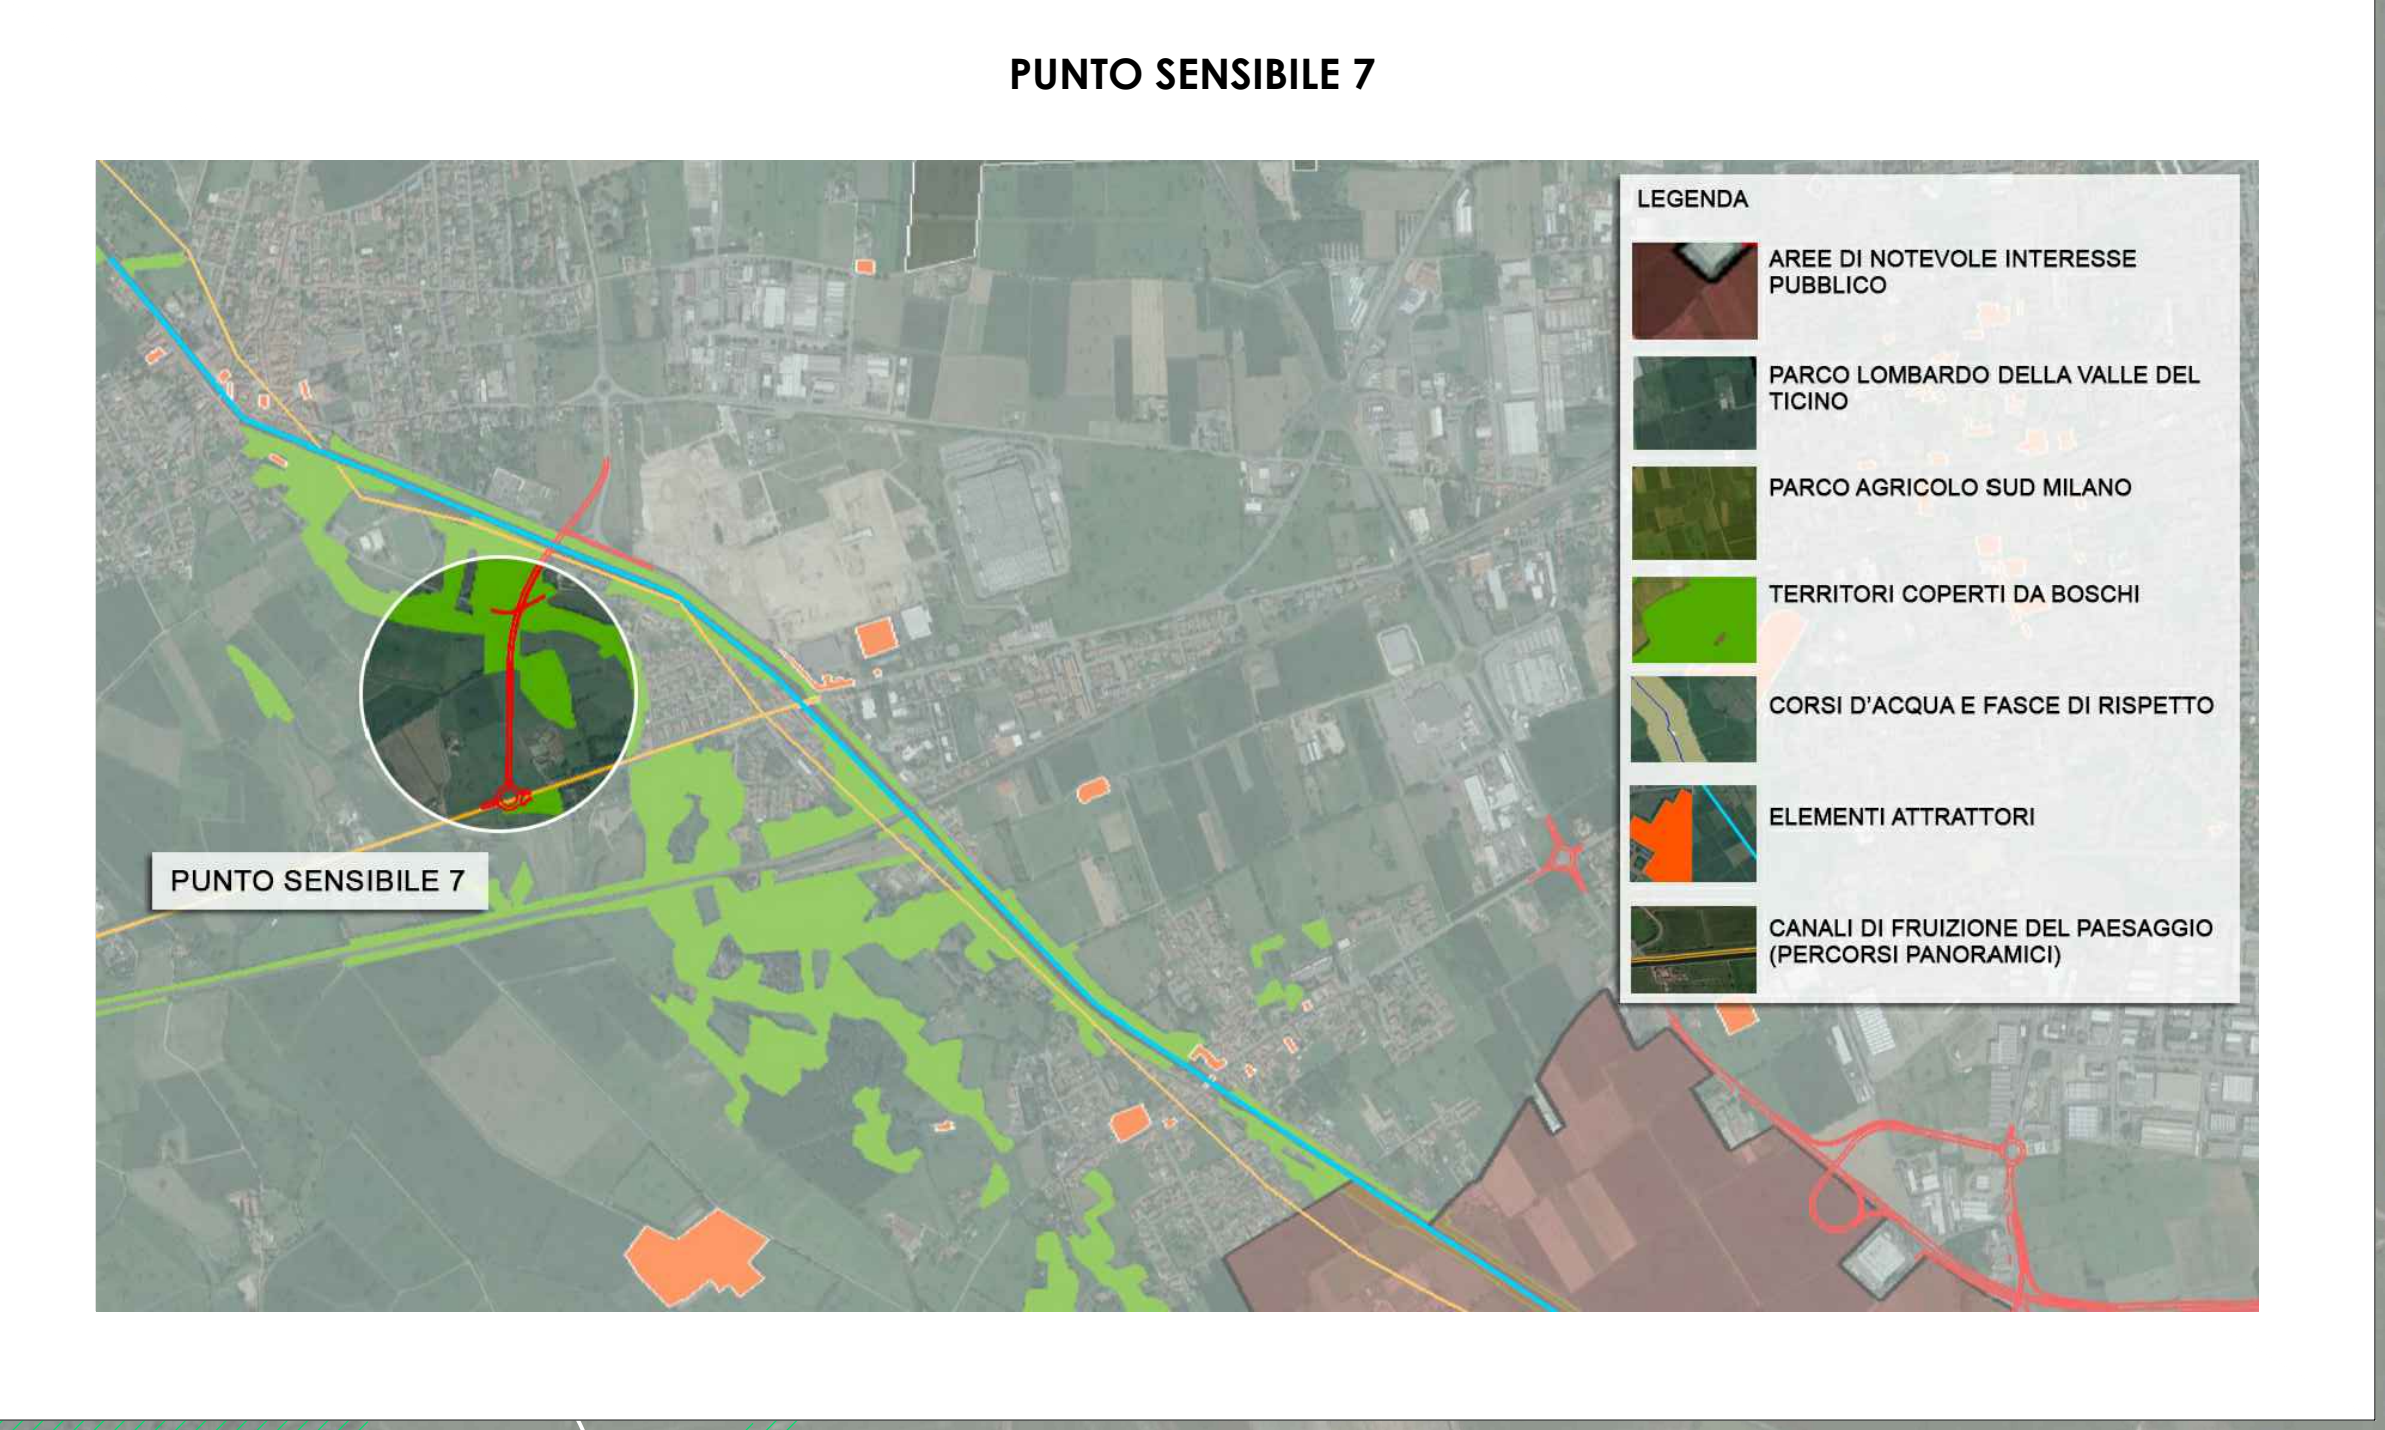 PUNTO SENSIBILE 7
LEGENDA
AREE DI NOTEVOLE INTERESSE
PUBBLICO
PARCO LOMBARDO DELLA VALLE DEL
TICINO
PARCO AGRICOLO SUD MILANO
TERRITORI COPERTI DA BOSCHI
CORSI D'ACQUA E FASCE DI RISPETTO
ELEMENTI ATTRATTORI
CANALI DI FRUIZIONE DEL PAESAGGIO
(PERCORSI PANORAMICI)
PUNTO SENSIBILE 7